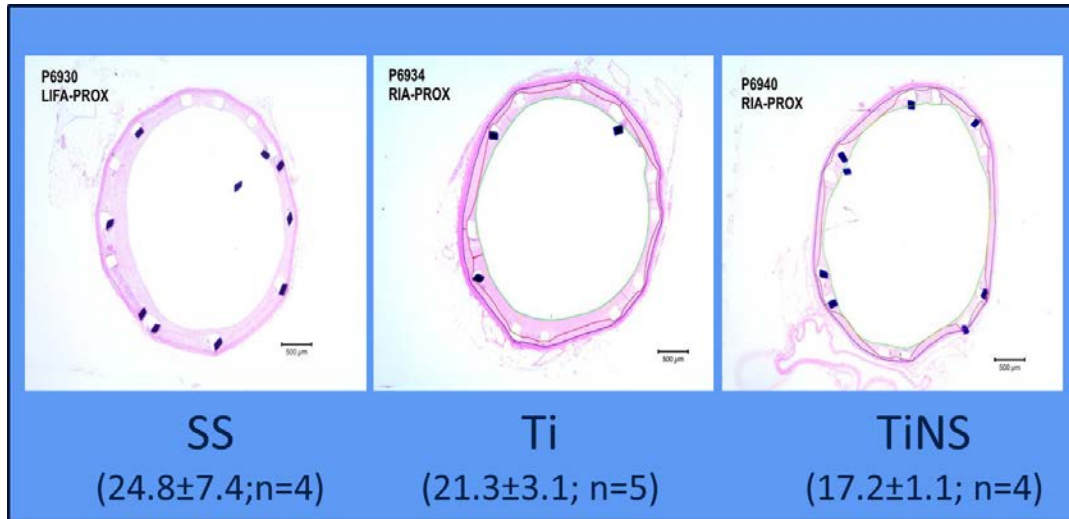 P6930
LIFA-PROX
500 µm
P6934
RIA-PROX
500 µm
P6940
RIA-PROX
500 µm
SS
(24.8±7.4;n=4)
Ti
(21.3±3.1; n=5)
TiNS
(17.2±1.1; n=4)